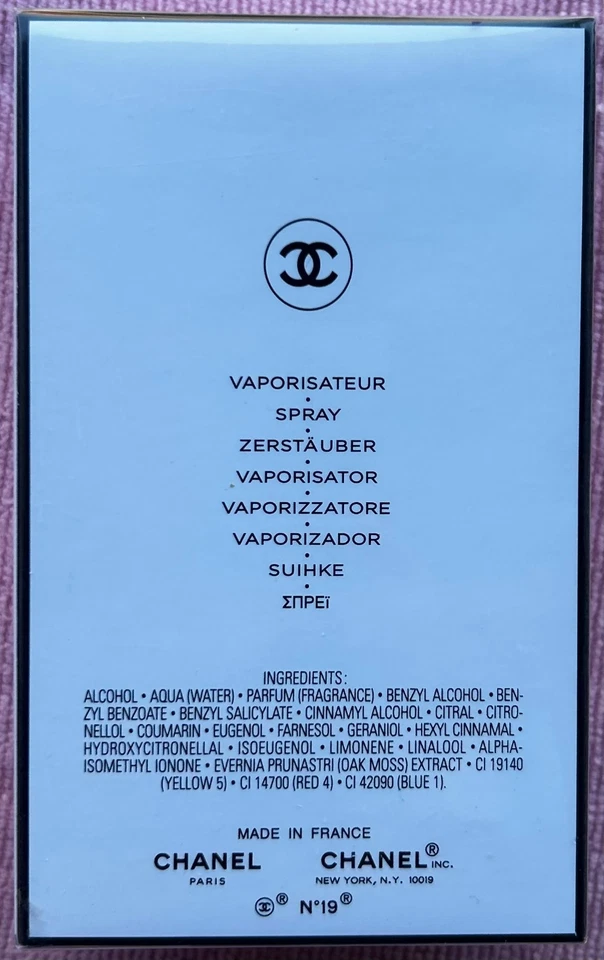 VAPORISATEUR
•
SPRAY
•
ZERSTÄUBER
•
VAPORISATOR
•
VAPORIZZATORE
•
VAPORIZADOR
•
SUIHKE
•
ΣΠΡΕϊ
INGREDIENTS:
ALCOHOL • AQUA (WATER) • PARFUM (FRAGRANCE) • BENZYL ALCOHOL • BEN-
ZYL BENZOATE • BENZYL SALICYLATE • CINNAMYL ALCOHOL • CITRAL • CITRO-
NELLOL • COUMARIN • EUGENOL • FARNESOL • GERANIOL • HEXYL CINNAMAL •
HYDROXYCITRONELLAL • ISOEUGENOL • LIMONENE • LINALOOL • ALPHA-
ISOMETHYL IONONE • EVERNIA PRUNASTRI (OAK MOSS) EXTRACT • CI 19140
(YELLOW 5) • CI 14700 (RED 4) • CI 42090 (BLUE 1).
MADE IN FRANCE
CHANEL CHANEL® INC.
PARIS NEW YORK, N.Y. 10019
® N°19®